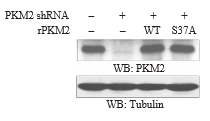 PKM2 shRNA – + + +
rPKM2 – – WT S37A
WB: PKM2
WB: Tubulin